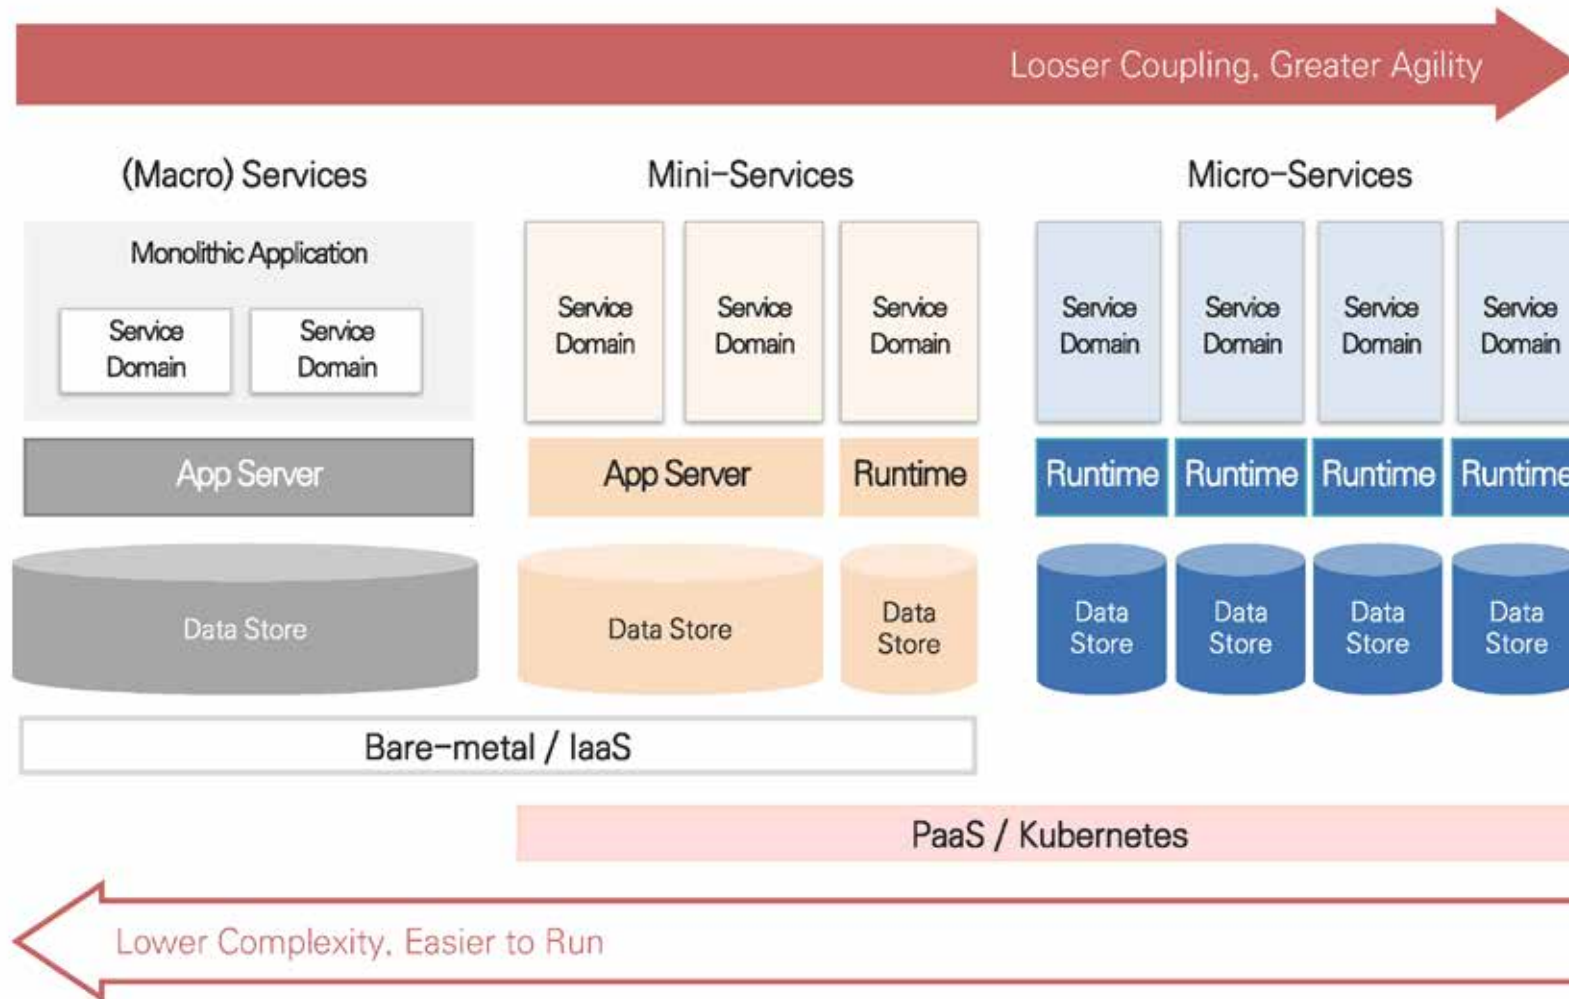 Looser Coupling, Greater Agility
(Macro) Services
Mini-Services
Micro-Services
Monolithic Application
Service
Domain
Service
Domain
Service
Domain
Service
Domain
Service
Domain
Service
Domain
Service
Domain
Service
Domain
Service
Domain
App Server
App Server
Runtime
Runtime
Runtime
Runtime
Runtime
Data Store
Data Store
Data
Store
Data
Store
Data
Store
Data
Store
Data
Store
Bare-metal / IaaS
PaaS / Kubernetes
Lower Complexity, Easier to Run